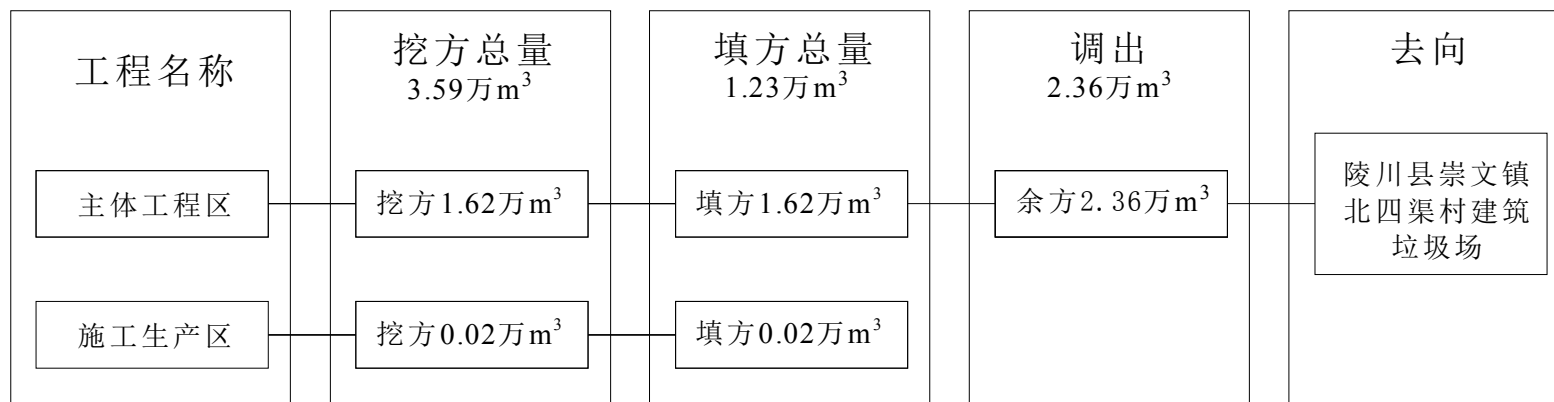 工程名称
挖方总量
3.59万m³
填方总量
1.23万m³
调出
2.36万m³
去向
主体工程区
挖方1.62万m³
填方1.62万m³
余方2.36万m³
陵川县崇文镇
北四渠村建筑
垃圾场
施工生产区
挖方0.02万m³
填方0.02万m³